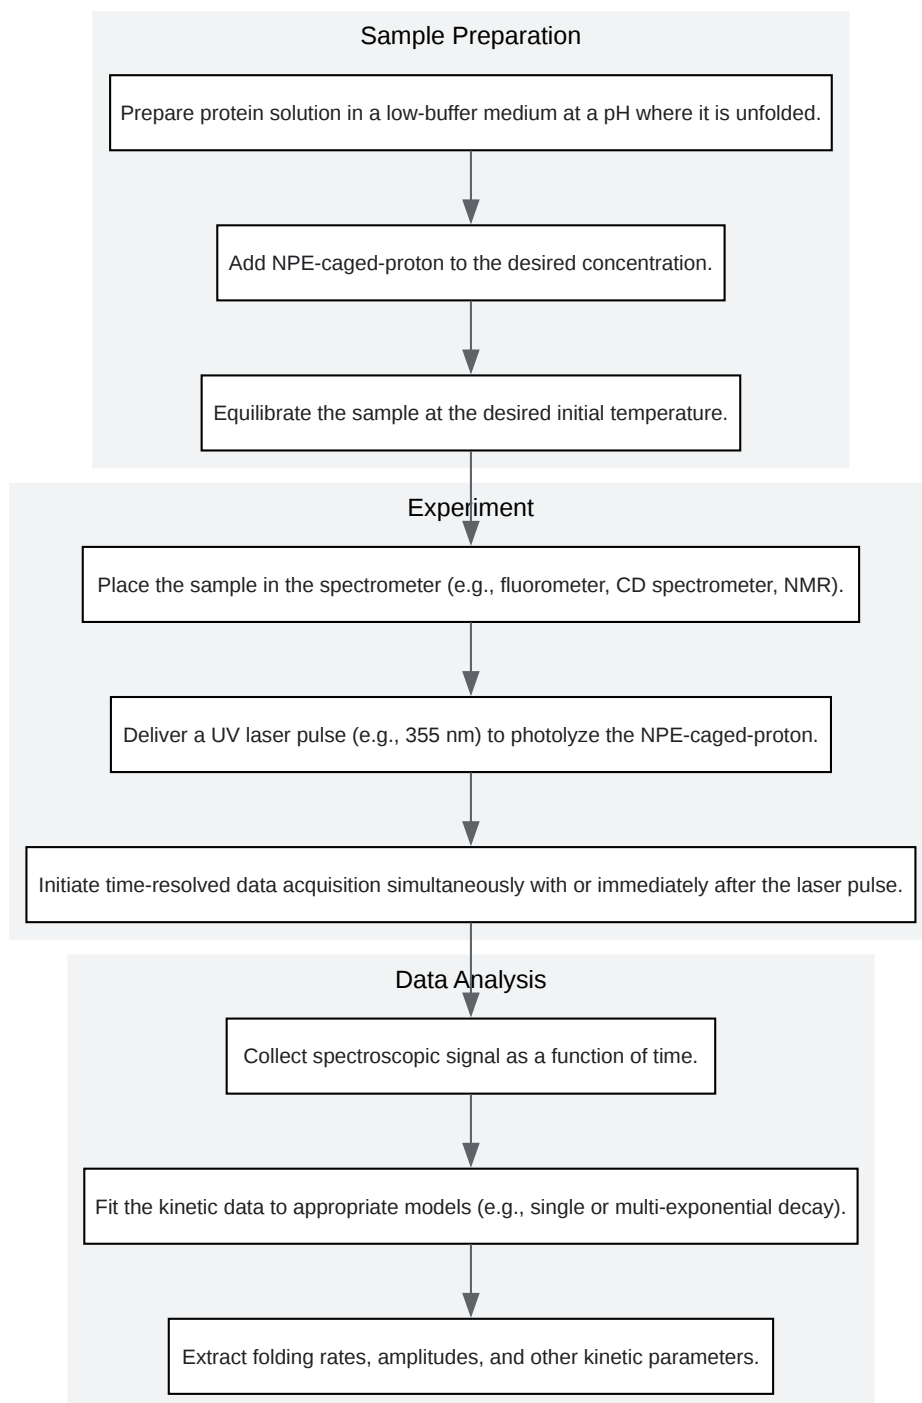 Sample Preparation
Prepare protein solution in a low-buffer medium at a pH where it is unfolded.
Add NPE-caged-proton to the desired concentration.
Equilibrate the sample at the desired initial temperature.
Experiment
Place the sample in the spectrometer (e.g., fluorometer, CD spectrometer, NMR).
Deliver a UV laser pulse (e.g., 355 nm) to photolyze the NPE-caged-proton.
Initiate time-resolved data acquisition simultaneously with or immediately after the laser pulse.
Data Analysis
Collect spectroscopic signal as a function of time.
Fit the kinetic data to appropriate models (e.g., single or multi-exponential decay).
Extract folding rates, amplitudes, and other kinetic parameters.